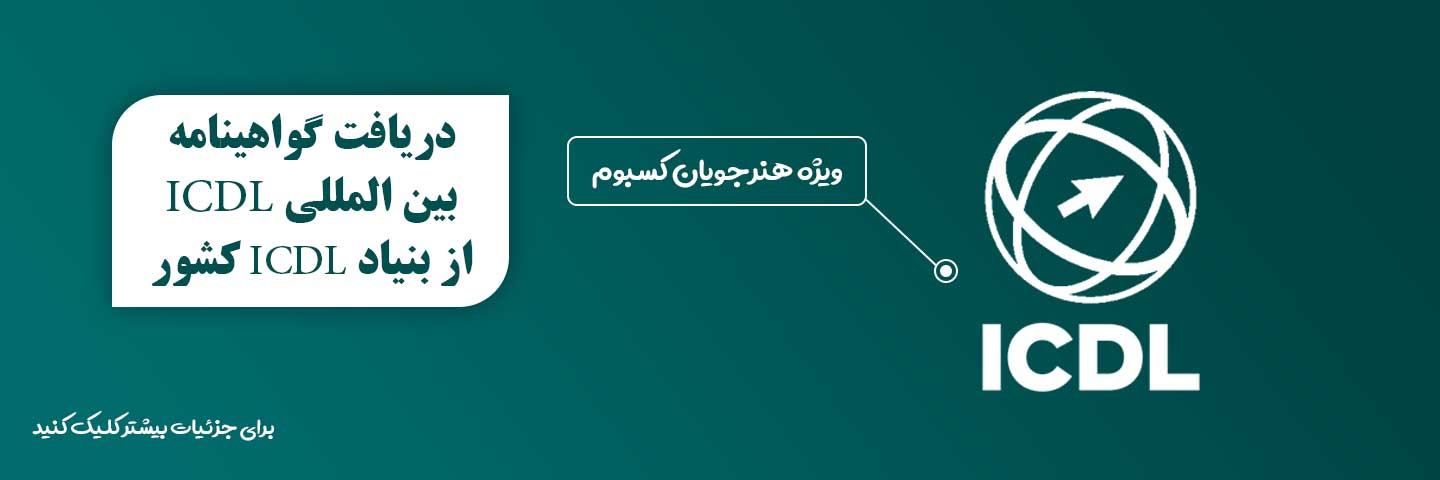 دریافت گواهینامه
بین المللی ICDL
از بنیاد ICDL کشور
ویژه هنرجویان کسبوم
ICDL
برای جزئیات بیشتر کلیک کنید